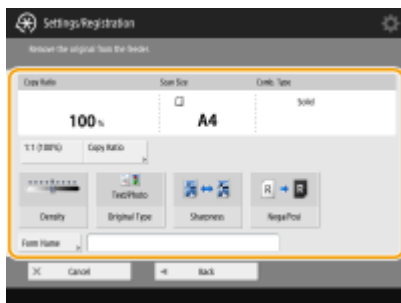 Settings/Registration
Remove the original from the feeder.
Copy Ratio Scan Size Comb. Type
100 % A4 Solid
1:1 (100%) Copy Ratio
Text/Photo R R
Density Original Type Sharpness Nega/Posi
Form Name
Cancel Back